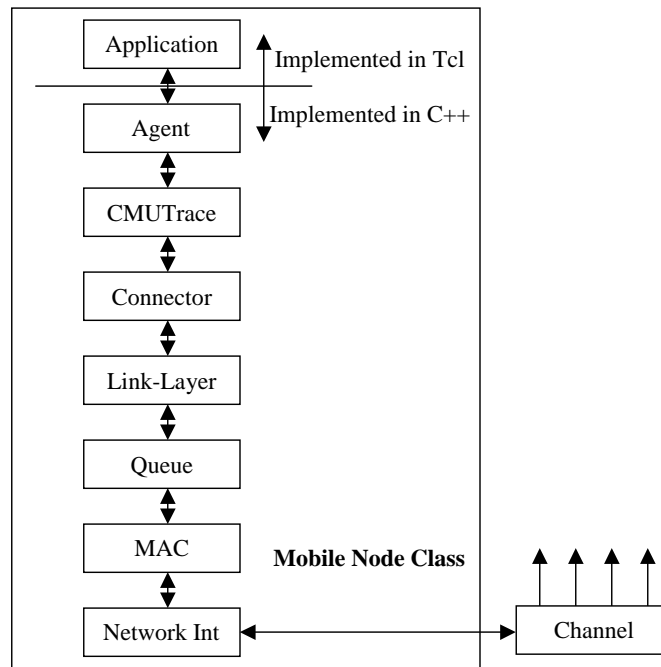 Application
Implemented in Tcl
Implemented in C++
Agent
CMUTrace
Connector
Link-Layer
Queue
MAC
Mobile Node Class
Network Int
Channel